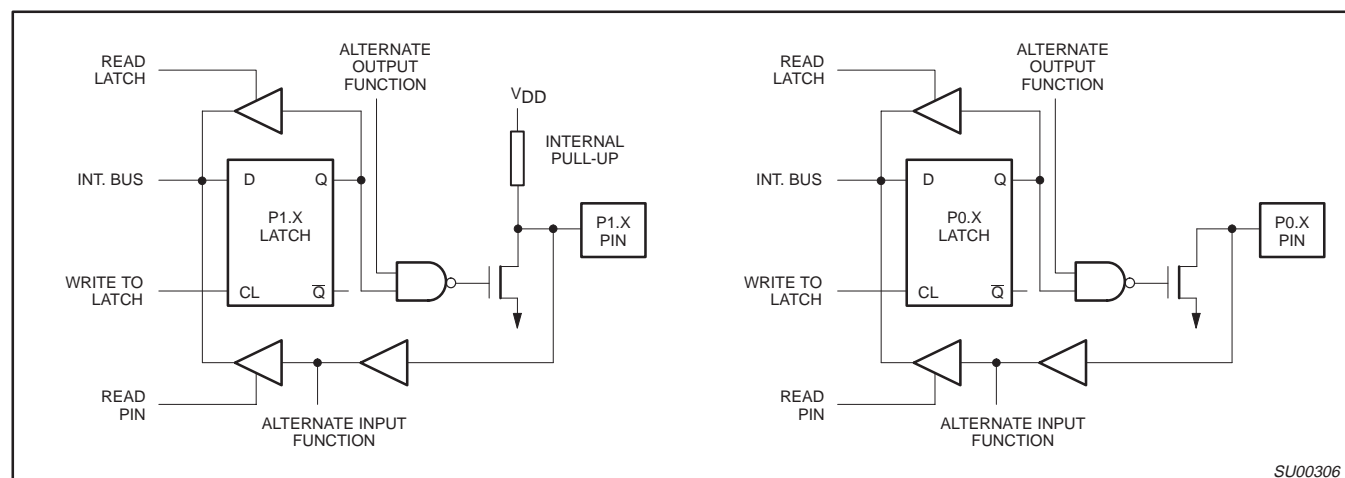 READ
LATCH
ALTERNATE
OUTPUT
FUNCTION
VDD
INTERNAL
PULL-UP
INT. BUS
D
Q
P1.X
LATCH
P1.X
PIN
WRITE TO
LATCH
CL
Q̅
READ
PIN
ALTERNATE INPUT
FUNCTION
READ
LATCH
ALTERNATE
OUTPUT
FUNCTION
INT. BUS
D
Q
P0.X
LATCH
P0.X
PIN
WRITE TO
LATCH
CL
Q̅
READ
PIN
ALTERNATE INPUT
FUNCTION
SU00306